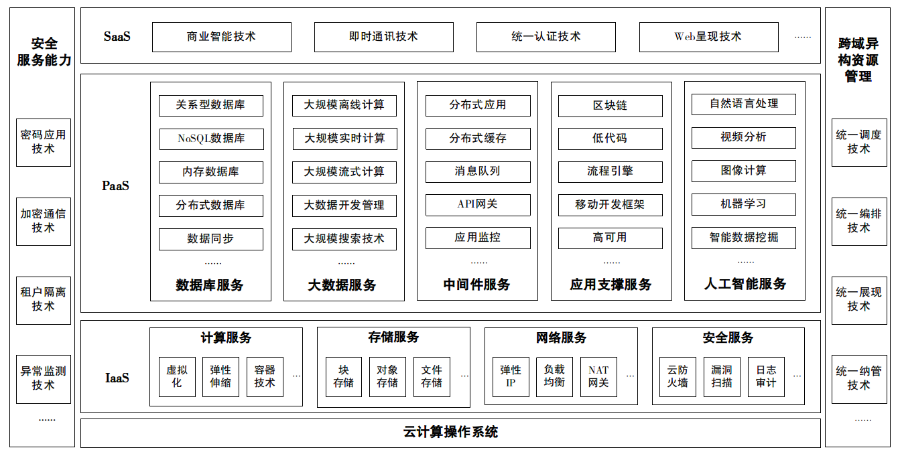 安全
服务能力
密码应用
技术
加密通信
技术
租户隔离
技术
异常监测
技术
......
SaaS
商业智能技术
即时通讯技术
统一认证技术
Web呈现技术
......
PaaS
关系型数据库
NoSQL数据库
内存数据库
分布式数据库
数据同步
......
数据库服务
大规模离线计算
大规模实时计算
大规模流式计算
大数据开发管理
大规模搜索技术
......
大数据服务
分布式应用
分布式缓存
消息队列
API网关
应用监控
......
中间件服务
区块链
低代码
流程引擎
移动开发框架
高可用
......
应用支撑服务
自然语言处理
视频分析
图像计算
机器学习
智能数据挖掘
......
人工智能服务
IaaS
计算服务
虚拟
化
弹性
伸缩
容器
技术
...
存储服务
块
存储
对象
存储
文件
存储
...
网络服务
弹性
IP
负载
均衡
NAT
网关
...
安全服务
云防
火墙
漏洞
扫描
日志
审计
...
云计算操作系统
跨域异
构资源
管理
统一调度
技术
统一编排
技术
统一展现
技术
统一纳管
技术
......